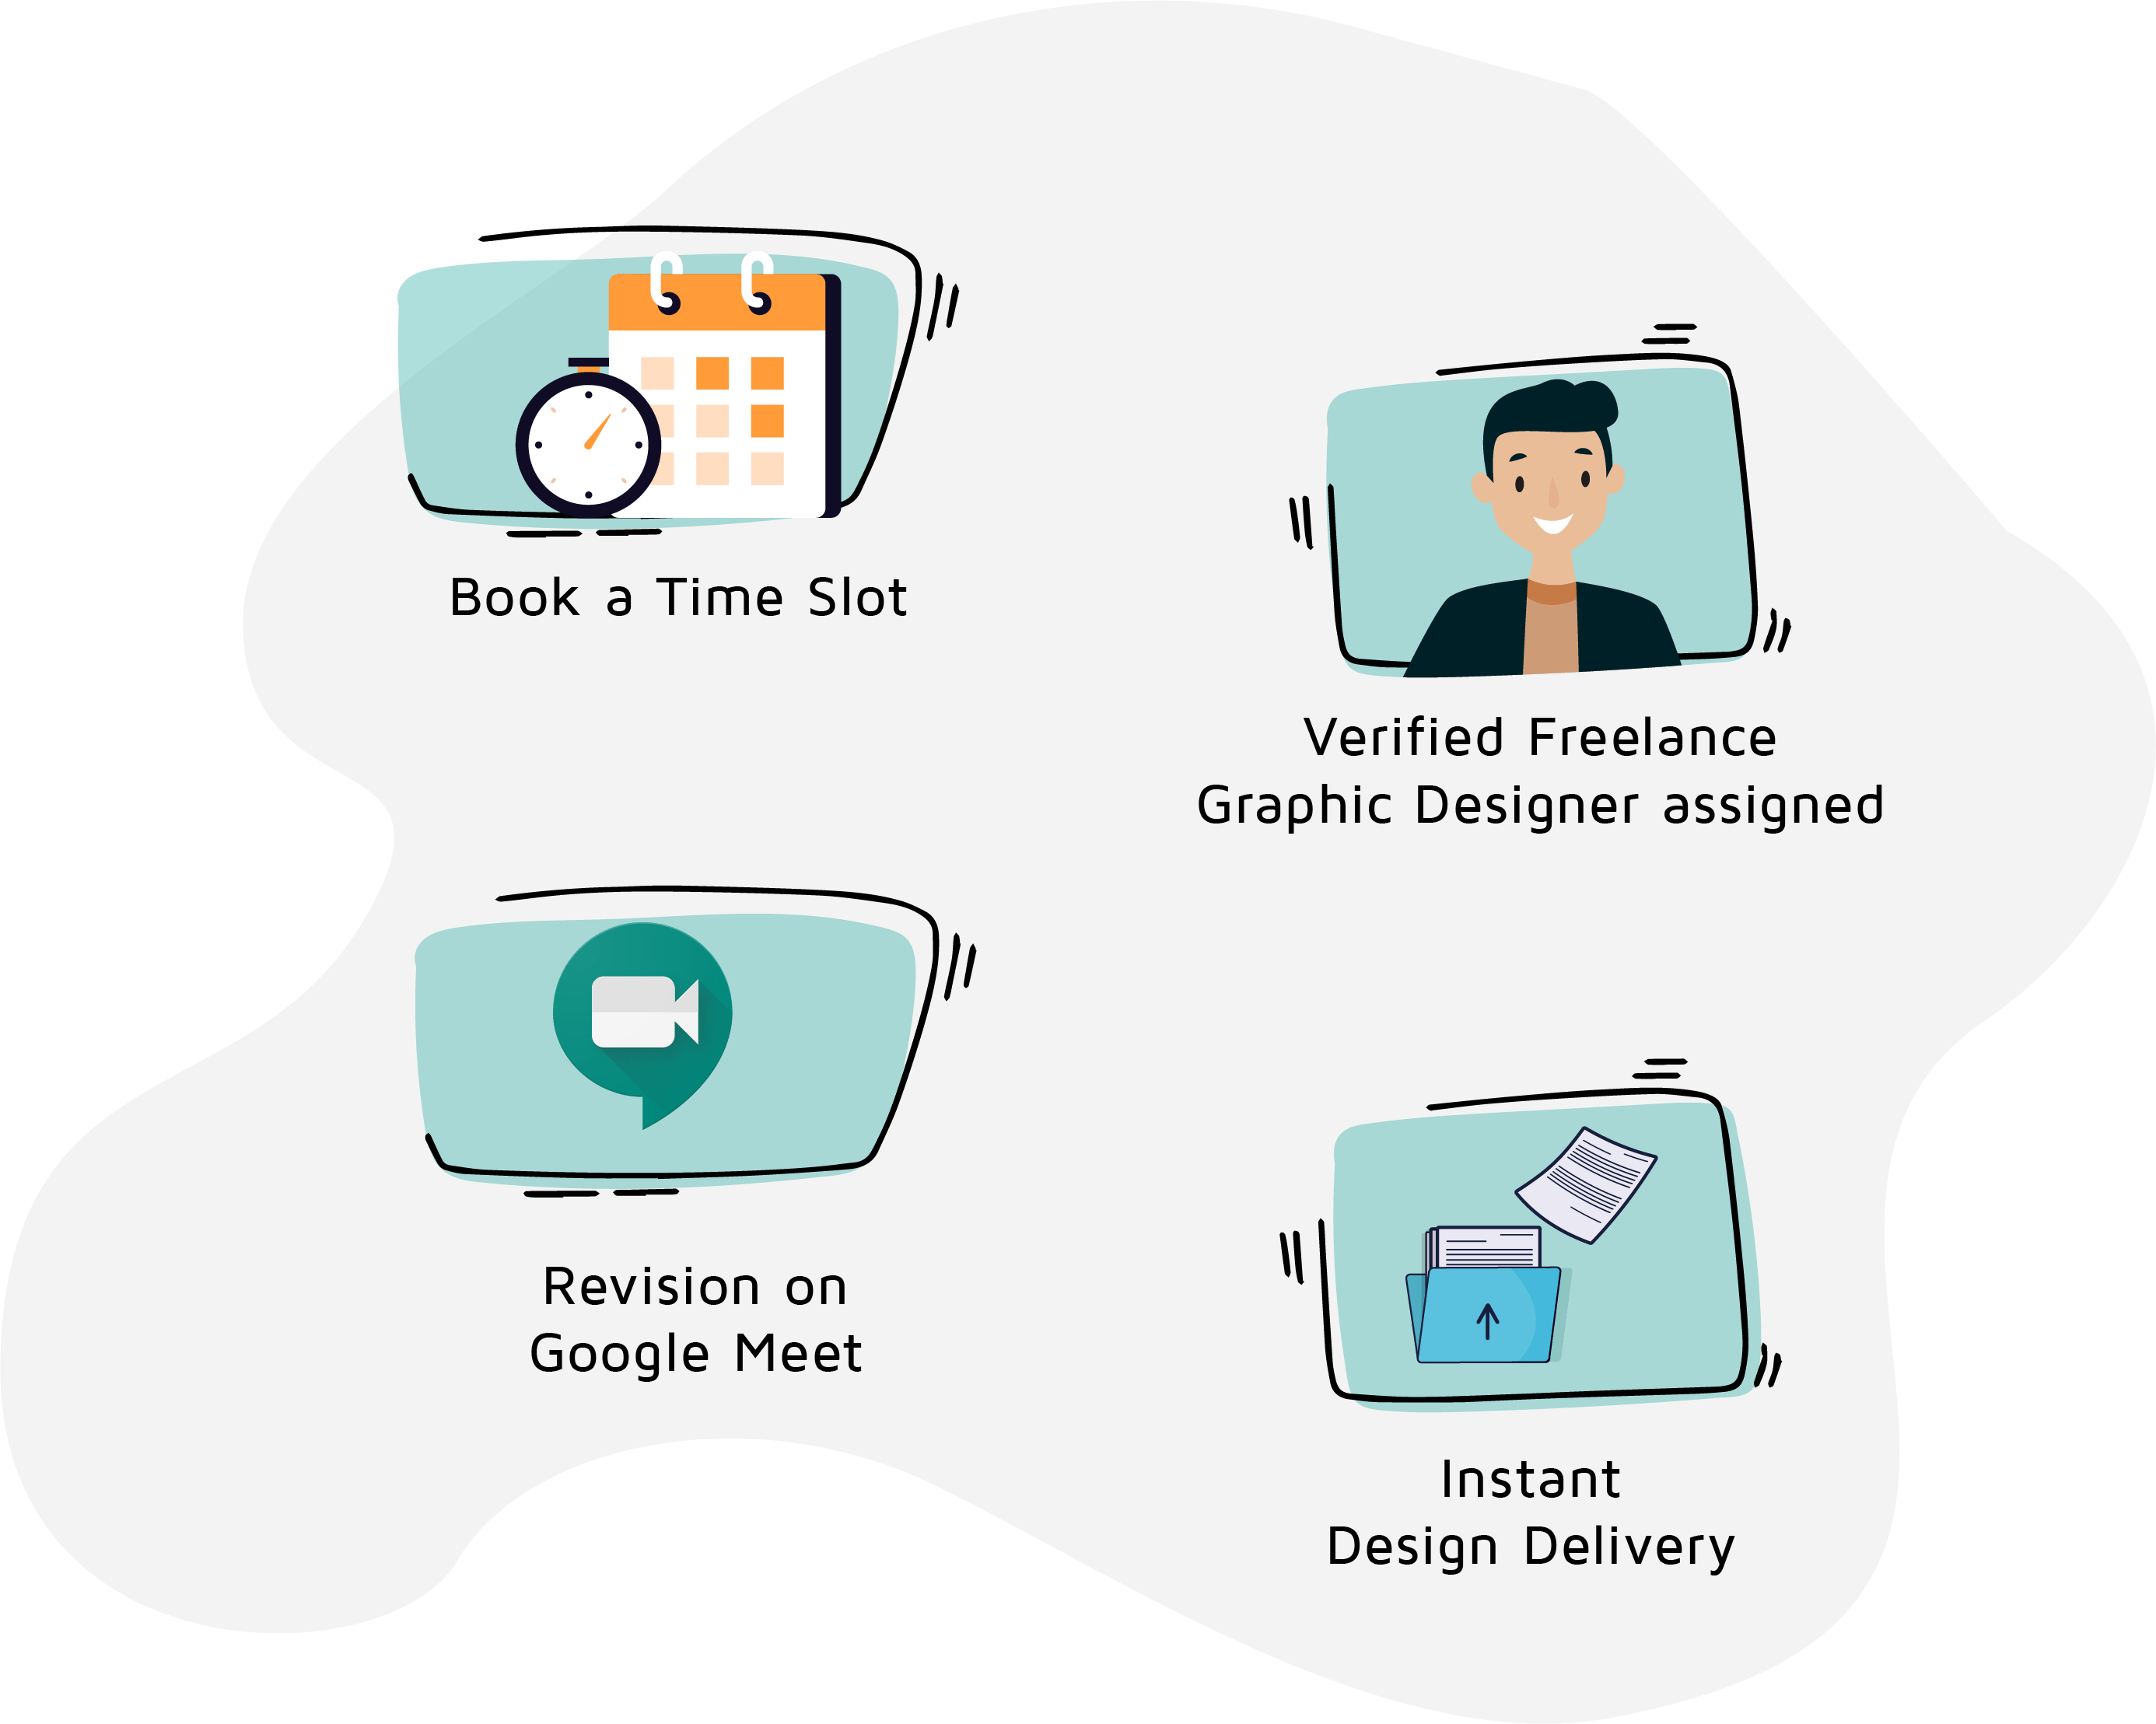 Book a Time Slot
Verified Freelance
Graphic Designer assigned
Revision on
Google Meet
Instant
Design Delivery